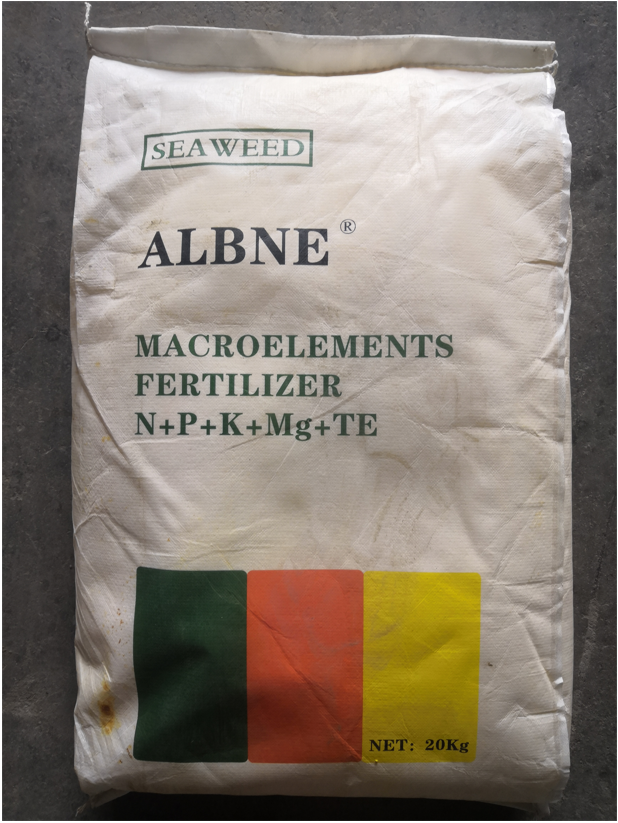 SEAWEED
ALBNE ®
MACROELEMENTS
FERTILIZER
N+P+K+Mg+TE
NET: 20Kg